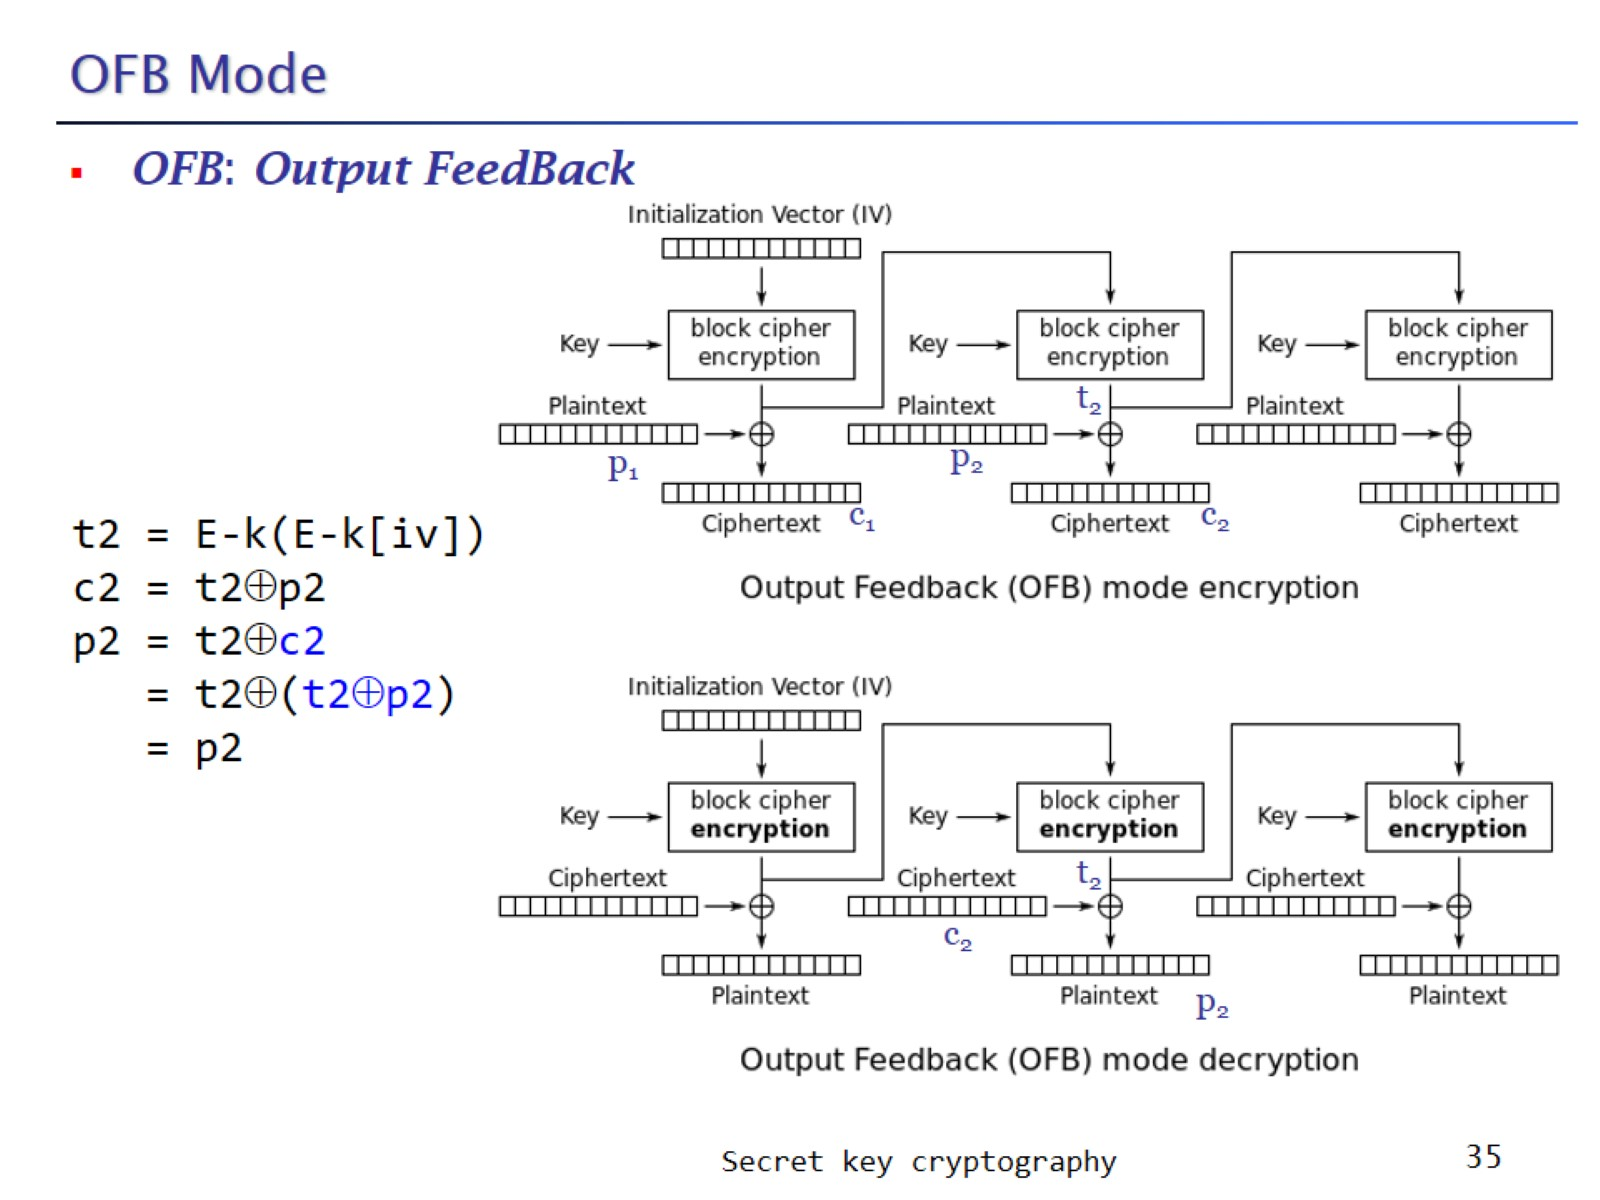 OFB Mode
▪ OFB: Output FeedBack
Initialization Vector (IV)
Key block cipher encryption Key block cipher encryption Key block cipher encryption
t₂
Plaintext Plaintext Plaintext
p₁ p₂
Ciphertext c₁ Ciphertext c₂ Ciphertext
Output Feedback (OFB) mode encryption
t2 = E-k(E-k[iv])
c2 = t2⊕p2
p2 = t2⊕c2
= t2⊕(t2⊕p2)
= p2
Initialization Vector (IV)
Key block cipher encryption Key block cipher encryption Key block cipher encryption
t₂
Ciphertext Ciphertext Ciphertext
c₂
Plaintext Plaintext p₂ Plaintext
Output Feedback (OFB) mode decryption
Secret key cryptography 35